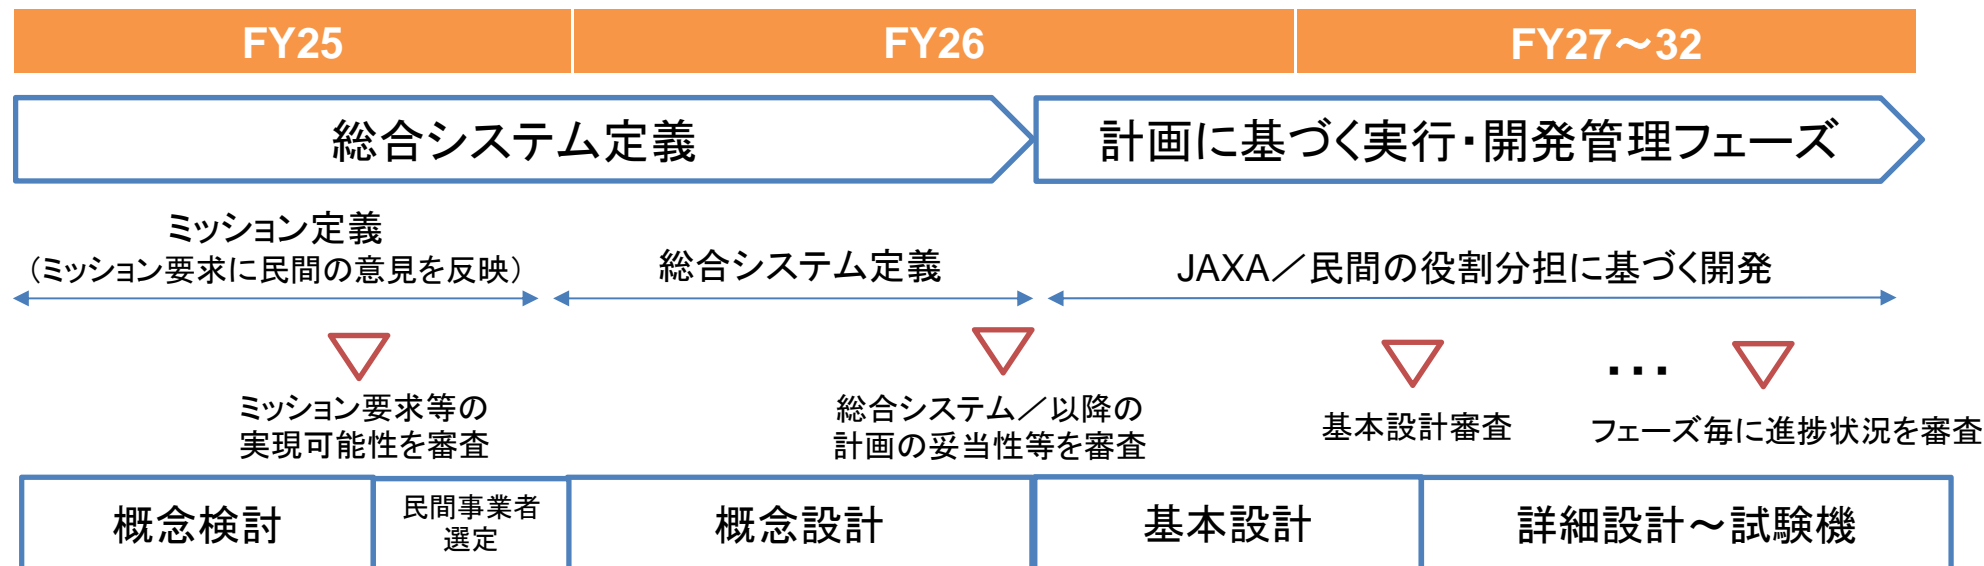 FY25
FY26
FY27～32
総合システム定義
計画に基づく実行・開発管理フェーズ
ミッション定義
（ミッション要求に民間の意見を反映）
総合システム定義
JAXA／民間の役割分担に基づく開発
ミッション要求等の
実現可能性を審査
総合システム／以降の
計画の妥当性等を審査
基本設計審査
・・・
フェーズ毎に進捗状況を審査
概念検討
民間事業者
選定
概念設計
基本設計
詳細設計～試験機